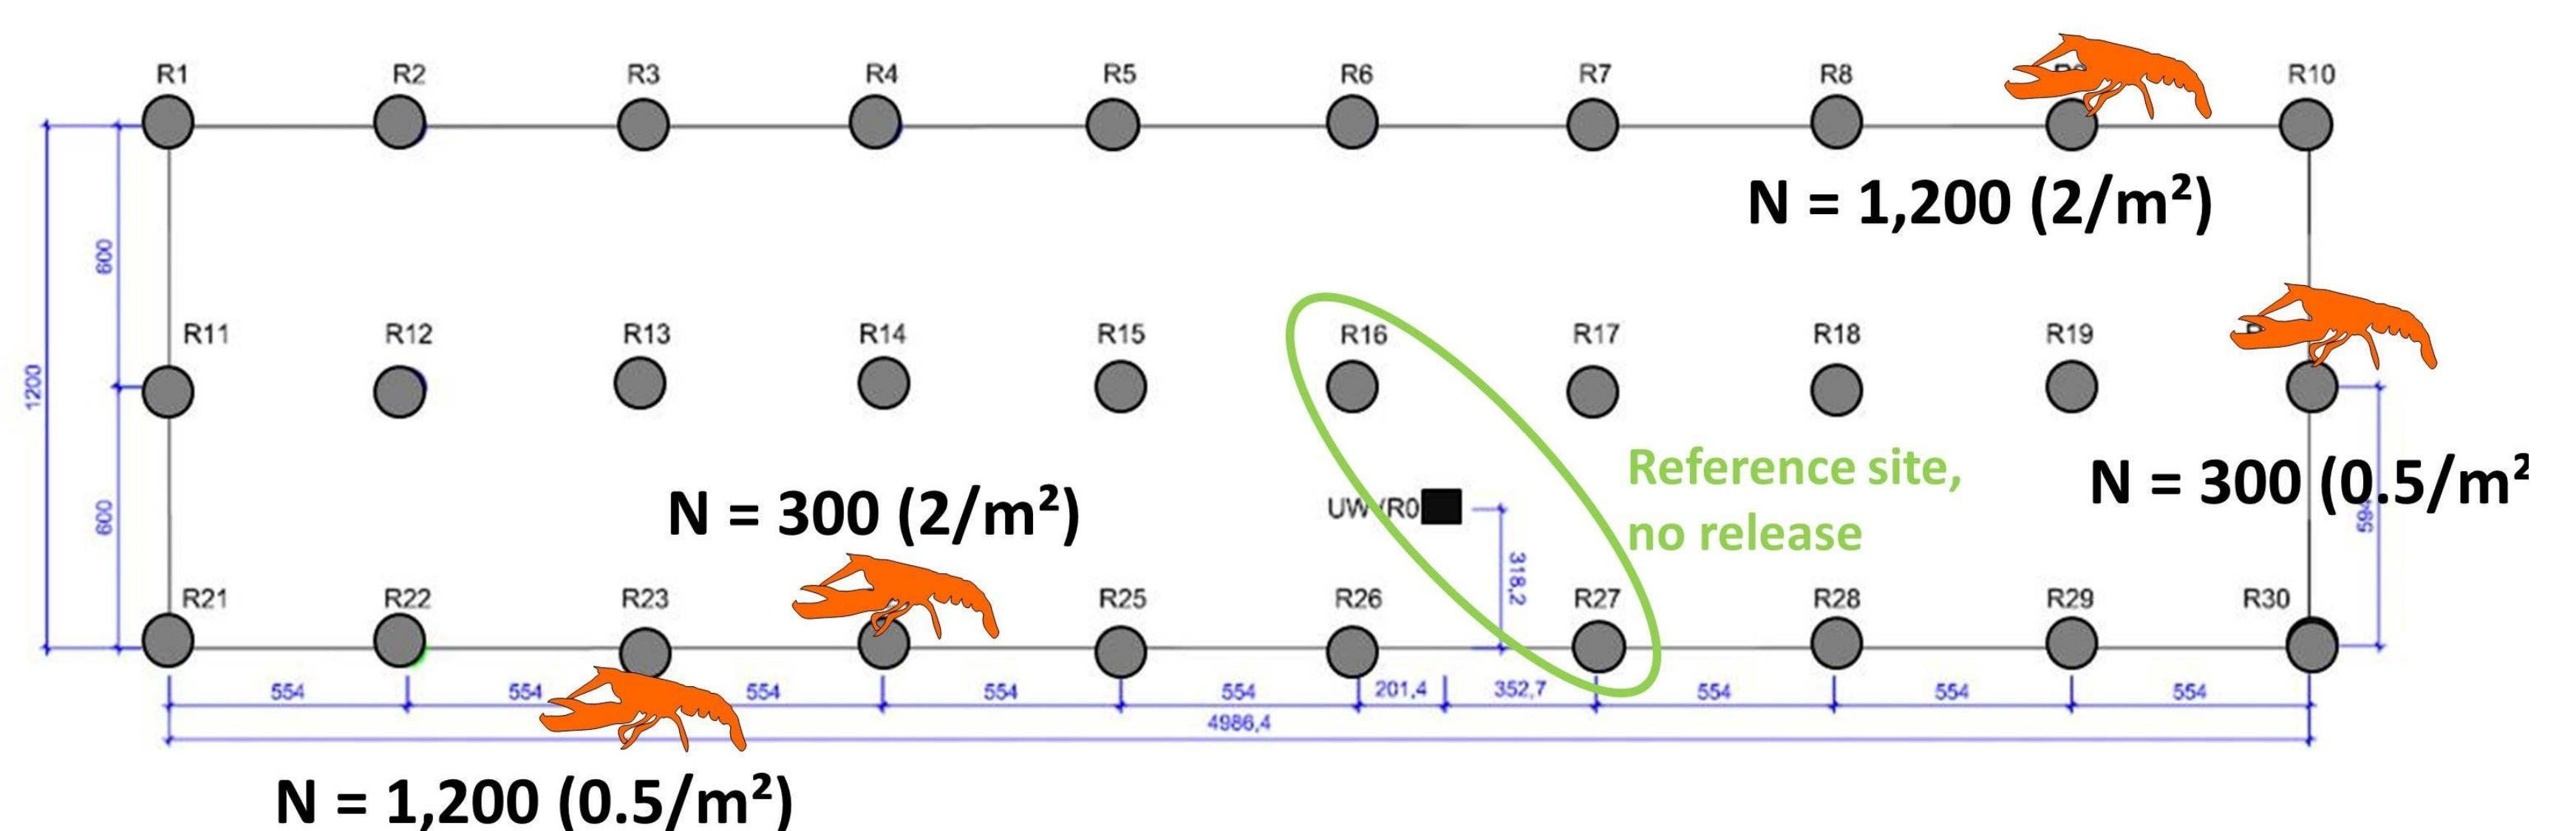 R1 R2 R3 R4 R5 R6 R7 R8 R10
N = 1,200 (2/m²)
600
R11 R12 R13 R14 R15 R16 R17 R18 R19
1200
Reference site,
no release
N = 300 (0.5/m²
N = 300 (2/m²)
600
318,2
R21 R22 R23 R25 R26 R27 R28 R29 R30
554 554 554 554 554 201,4 352,7 554 554 554
4986,4
N = 1,200 (0.5/m²)